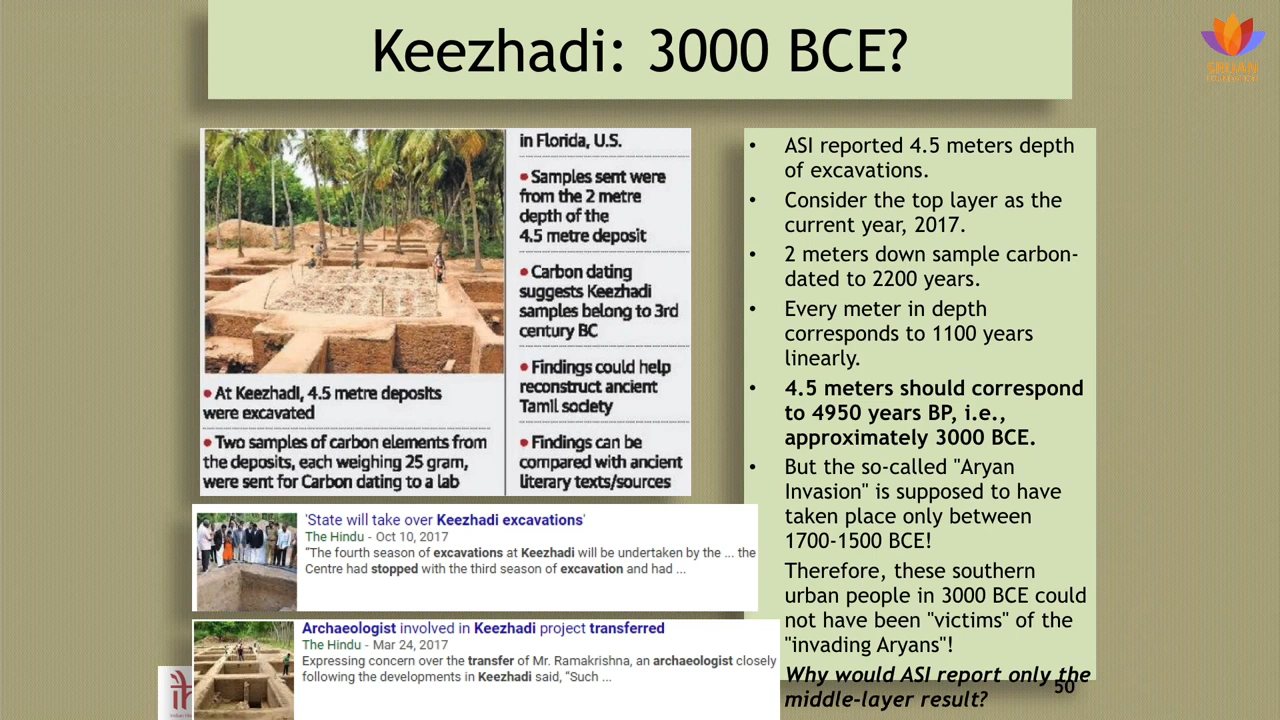 Keezhadi: 3000 BCE?
SRIJAN
in Florida, U.S.
• Samples sent were
from the 2 metre
depth of the
4.5 metre deposit
• Carbon dating
suggests Keezhadi
samples belong to 3rd
century BC
• Findings could help
reconstruct ancient
Tamil society
• Findings can be
compared with ancient
literary texts/sources
• At Keezhadi, 4.5 metre deposits
were excavated
• Two samples of carbon elements from
the deposits, each weighing 25 gram,
were sent for Carbon dating to a lab
'State will take over Keezhadi excavations'
The Hindu - Oct 10, 2017
"The fourth season of excavations at Keezhadi will be undertaken by the ... the
Centre had stopped with the third season of excavation and had ...
Archaeologist involved in Keezhadi project transferred
The Hindu - Mar 24, 2017
Expressing concern over the transfer of Mr. Ramakrishna, an archaeologist closely
following the developments in Keezhadi said, "Such ...
• ASI reported 4.5 meters depth
of excavations.
• Consider the top layer as the
current year, 2017.
• 2 meters down sample carbon-
dated to 2200 years.
• Every meter in depth
corresponds to 1100 years
linearly.
• 4.5 meters should correspond
to 4950 years BP, i.e.,
approximately 3000 BCE.
• But the so-called "Aryan
Invasion" is supposed to have
taken place only between
1700-1500 BCE!
Therefore, these southern
urban people in 3000 BCE could
not have been "victims" of the
"invading Aryans"!
Why would ASI report only the
middle-layer result?
50